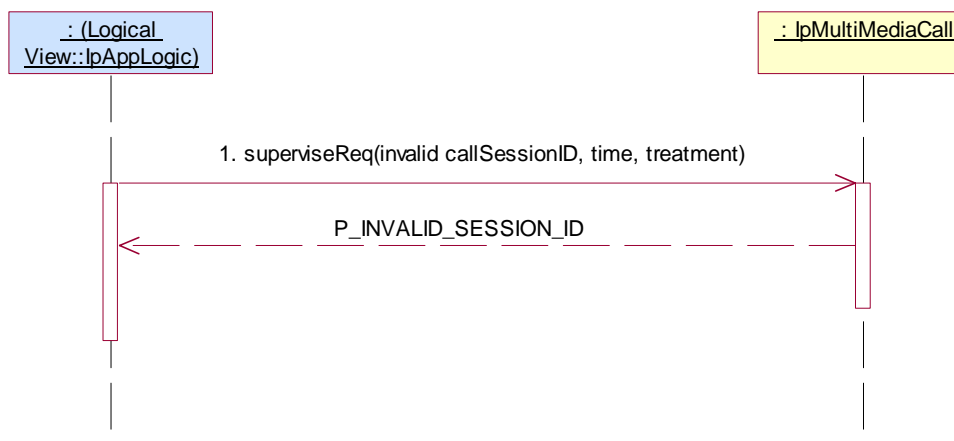 : (Logical
View::IpAppLogic)
: IpMultiMediaCall
1. superviseReq(invalid callSessionID, time, treatment)
P_INVALID_SESSION_ID